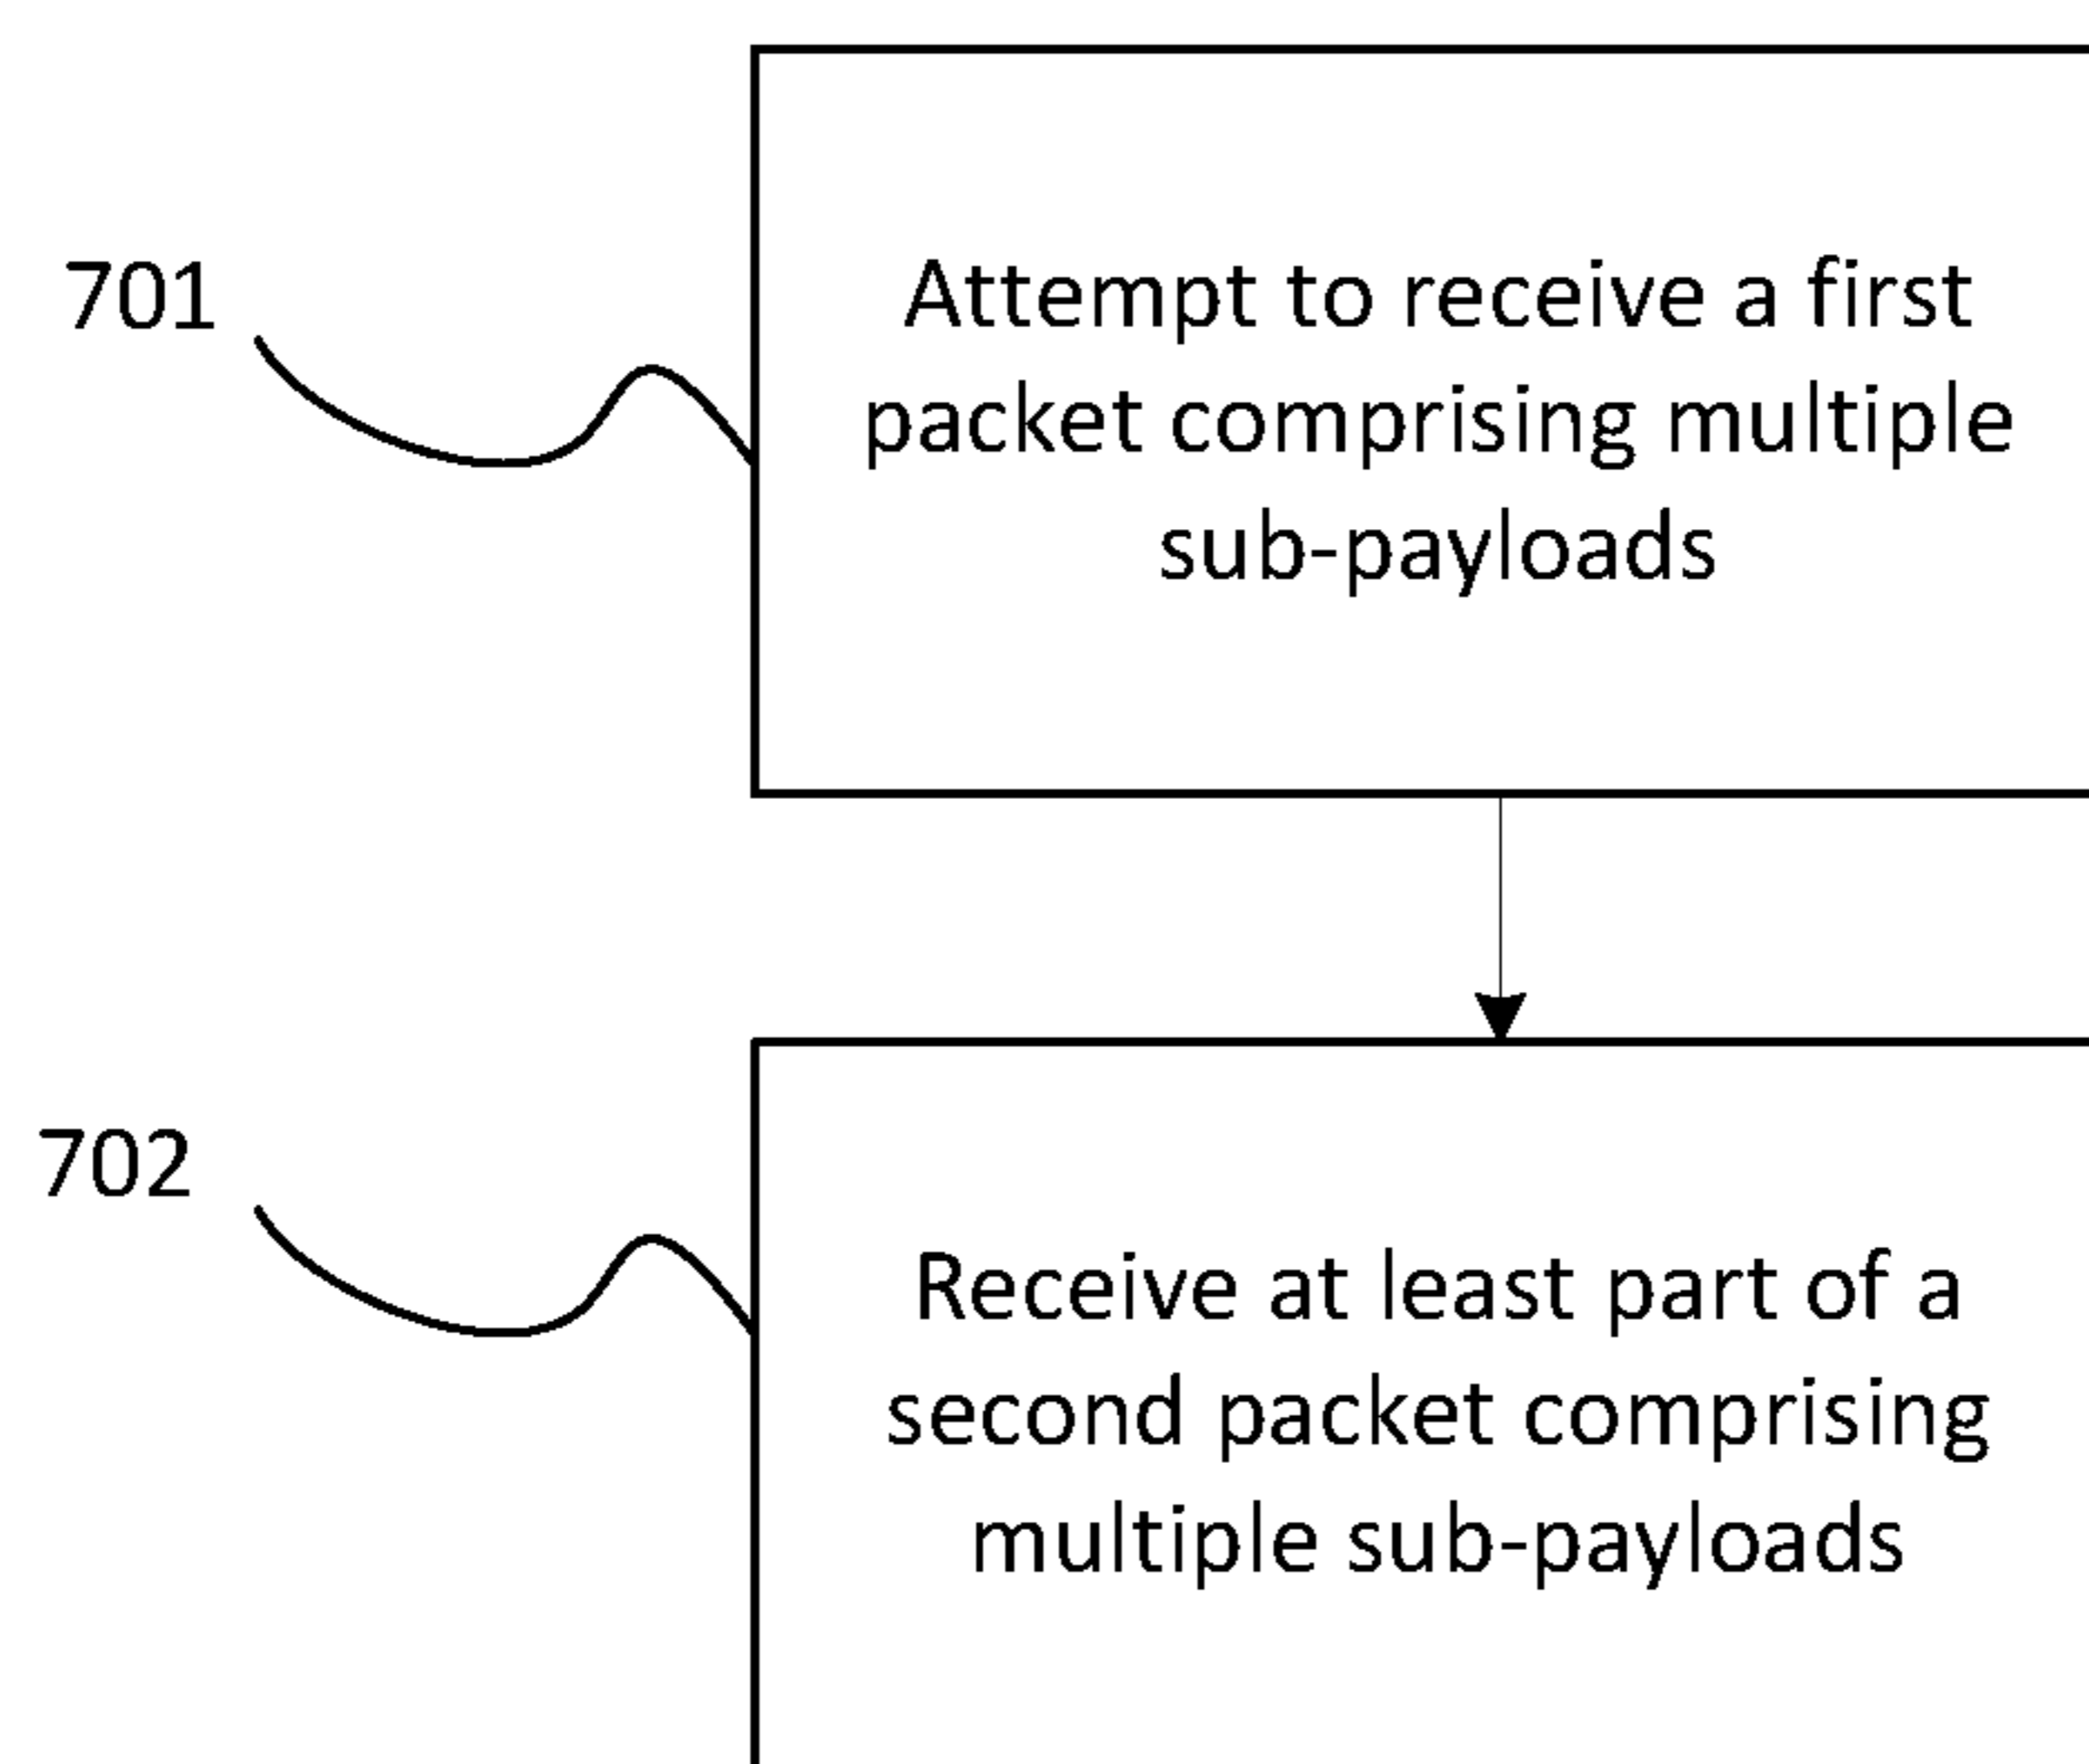 701
Attempt to receive a first
packet comprising multiple
sub-payloads
702
Receive at least part of a
second packet comprising
multiple sub-payloads